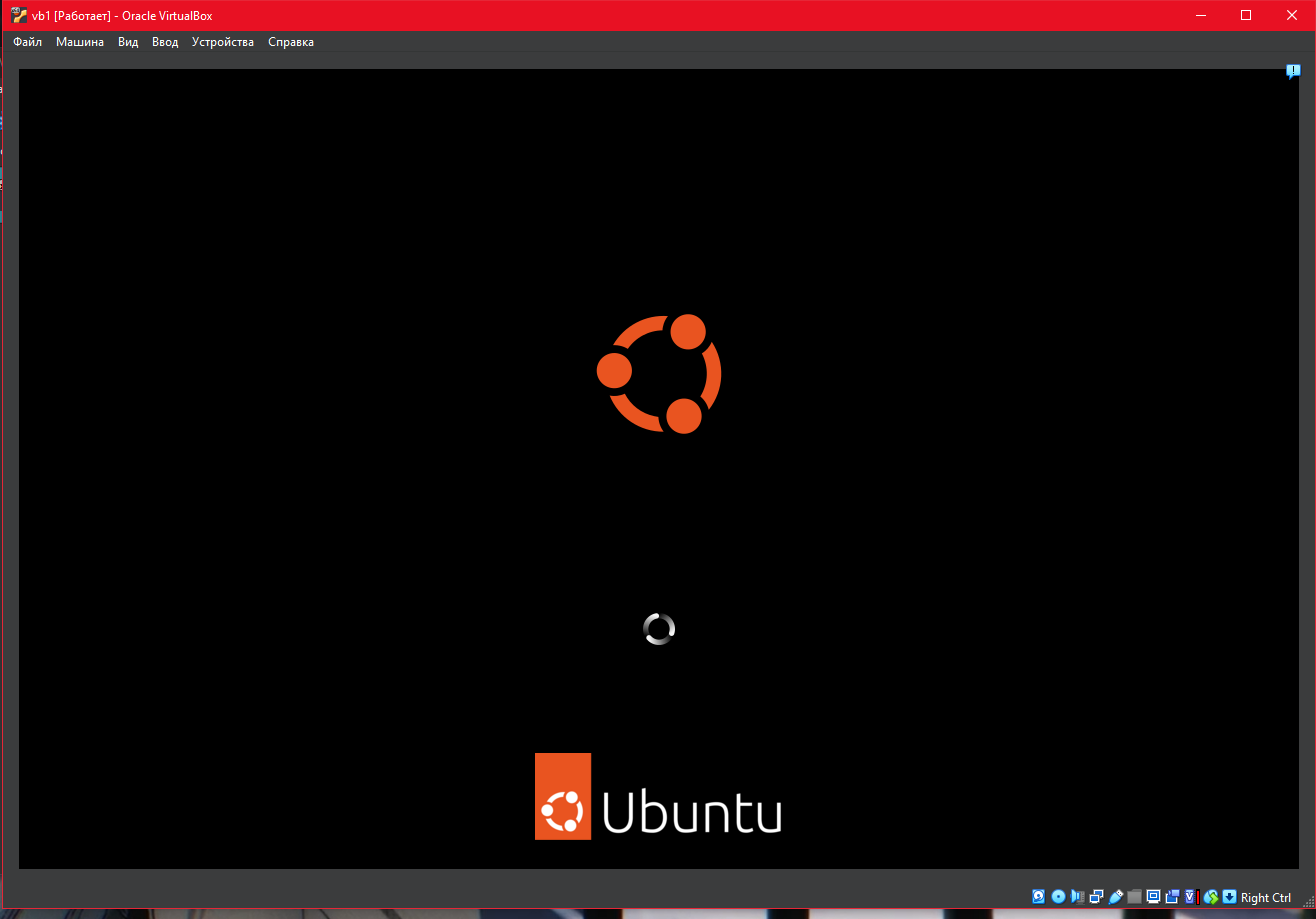 vb1 [Работает] - Oracle VirtualBox
Файл Машина Вид Ввод Устройства Справка
Ubuntu
Right Ctrl